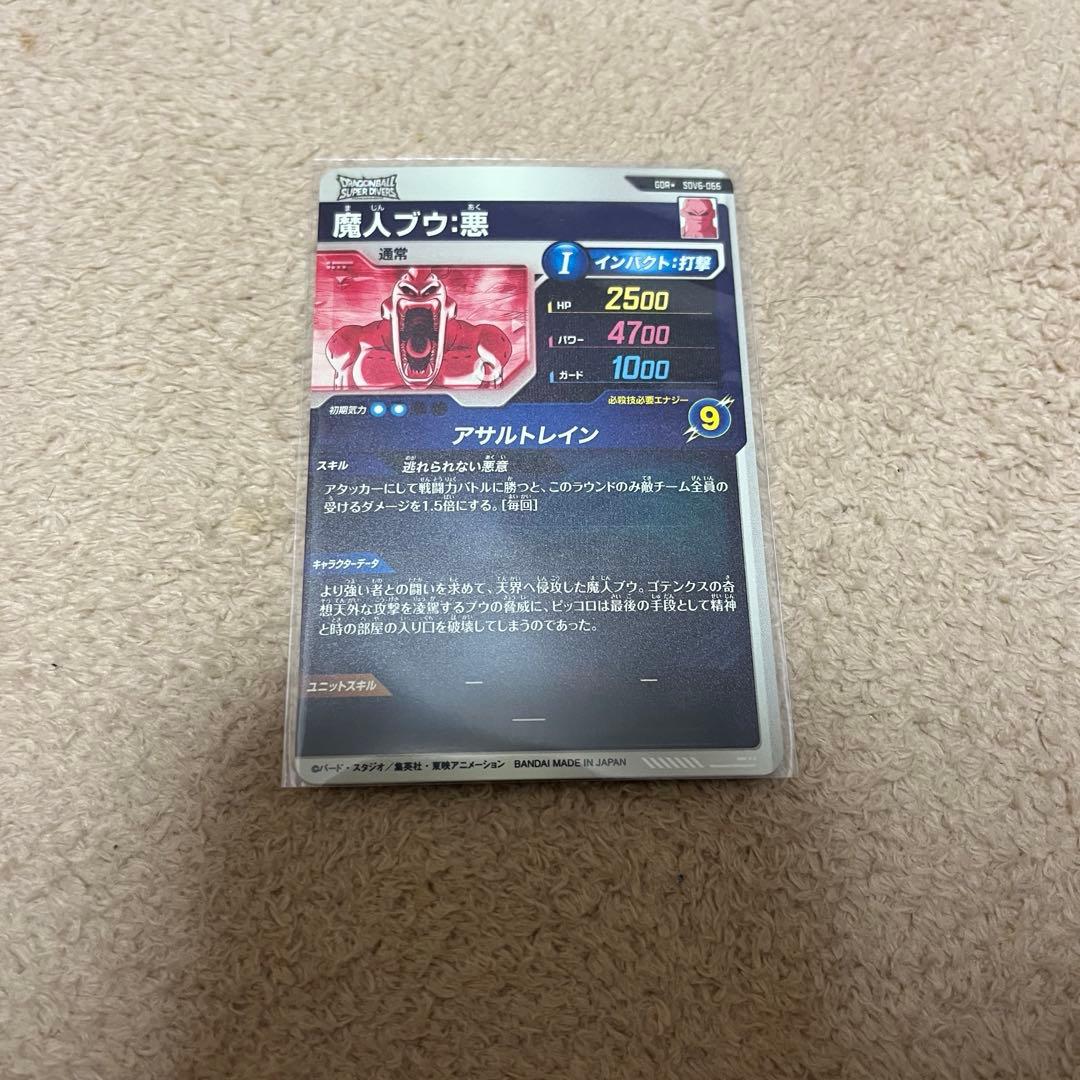 DRAGONBALL
SUPER DIVERS
GDR★ SDV6-066
魔人ブウ:悪
まじん
あく
通常
I インパクト:打撃
HP 2500
パワー 4700
ガード 1000
初期気力
必殺技必要エナジー
9
アサルトレイン
スキル 逃れられない悪意
アタッカーにして戦闘力バトルに勝つと、このラウンドのみ敵チーム全員の
受けるダメージを1.5倍にする。[毎回]
キャラクターデータ
より強い者との闘いを求めて、天界へ侵攻した魔人ブウ。ゴテンクスの奇
想天外な攻撃を凌駕するブウの脅威に、ピッコロは最後の手段として精神
と時の部屋の入り口を破壊してしまうのであった。
ユニットスキル
©バード・スタジオ/集英社・東映アニメーション BANDAI MADE IN JAPAN